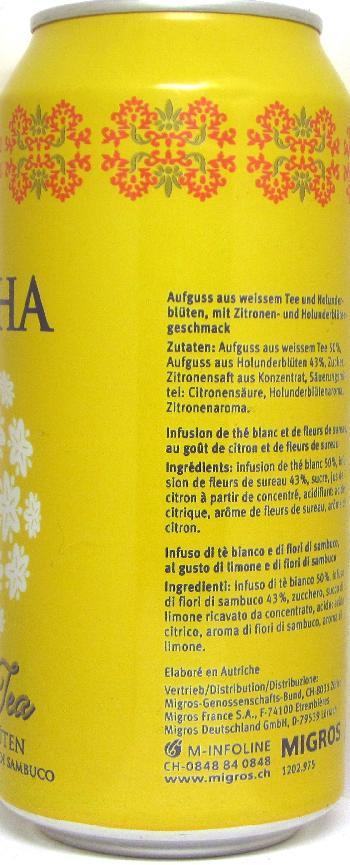 HA
Aufguss aus weissem Tee und Holunder-
blüten, mit Zitronen- und Holunderblüten-
geschmack
Zutaten: Aufguss aus weissem Tee 50%,
Aufguss aus Holunderblüten 43%, Zucker,
Zitronensaft aus Konzentrat, Säuerungsmit-
tel: Citronensäure, Holunderblütenaroma,
Zitronenaroma.
Infusion de thé blanc et de fleurs de sureau,
au goût de citron et de fleurs de sureau
Ingrédients: infusion de thé blanc 50%, infu-
sion de fleurs de sureau 43%, sucre, jus de
citron à partir de concentré, acidifiant: acide
citrique, arôme de fleurs de sureau, arôme de
citron.
Infuso di tè bianco e di fiori di sambuco,
al gusto di limone e di fiori di sambuco
Ingredienti: infuso di tè bianco 50%, infuso
di fiori di sambuco 43%, zucchero, succo di
limone ricavato da concentrato, acido: acido
citrico, aroma di fiori di sambuco, aroma di
limone.
Tea
ÜTEN
DI SAMBUCO
Elaboré en Autriche
Vertrieb/Distribution/Distribuzione:
Migros-Genossenschafts-Bund, CH-8031
Migros France S.A., F-74100 Etrembières
Migros Deutschland GmbH, D-79539 Lörrach
M-INFOLINE
CH-0848 84 0848
www.migros.ch
MIGROS
1202.975